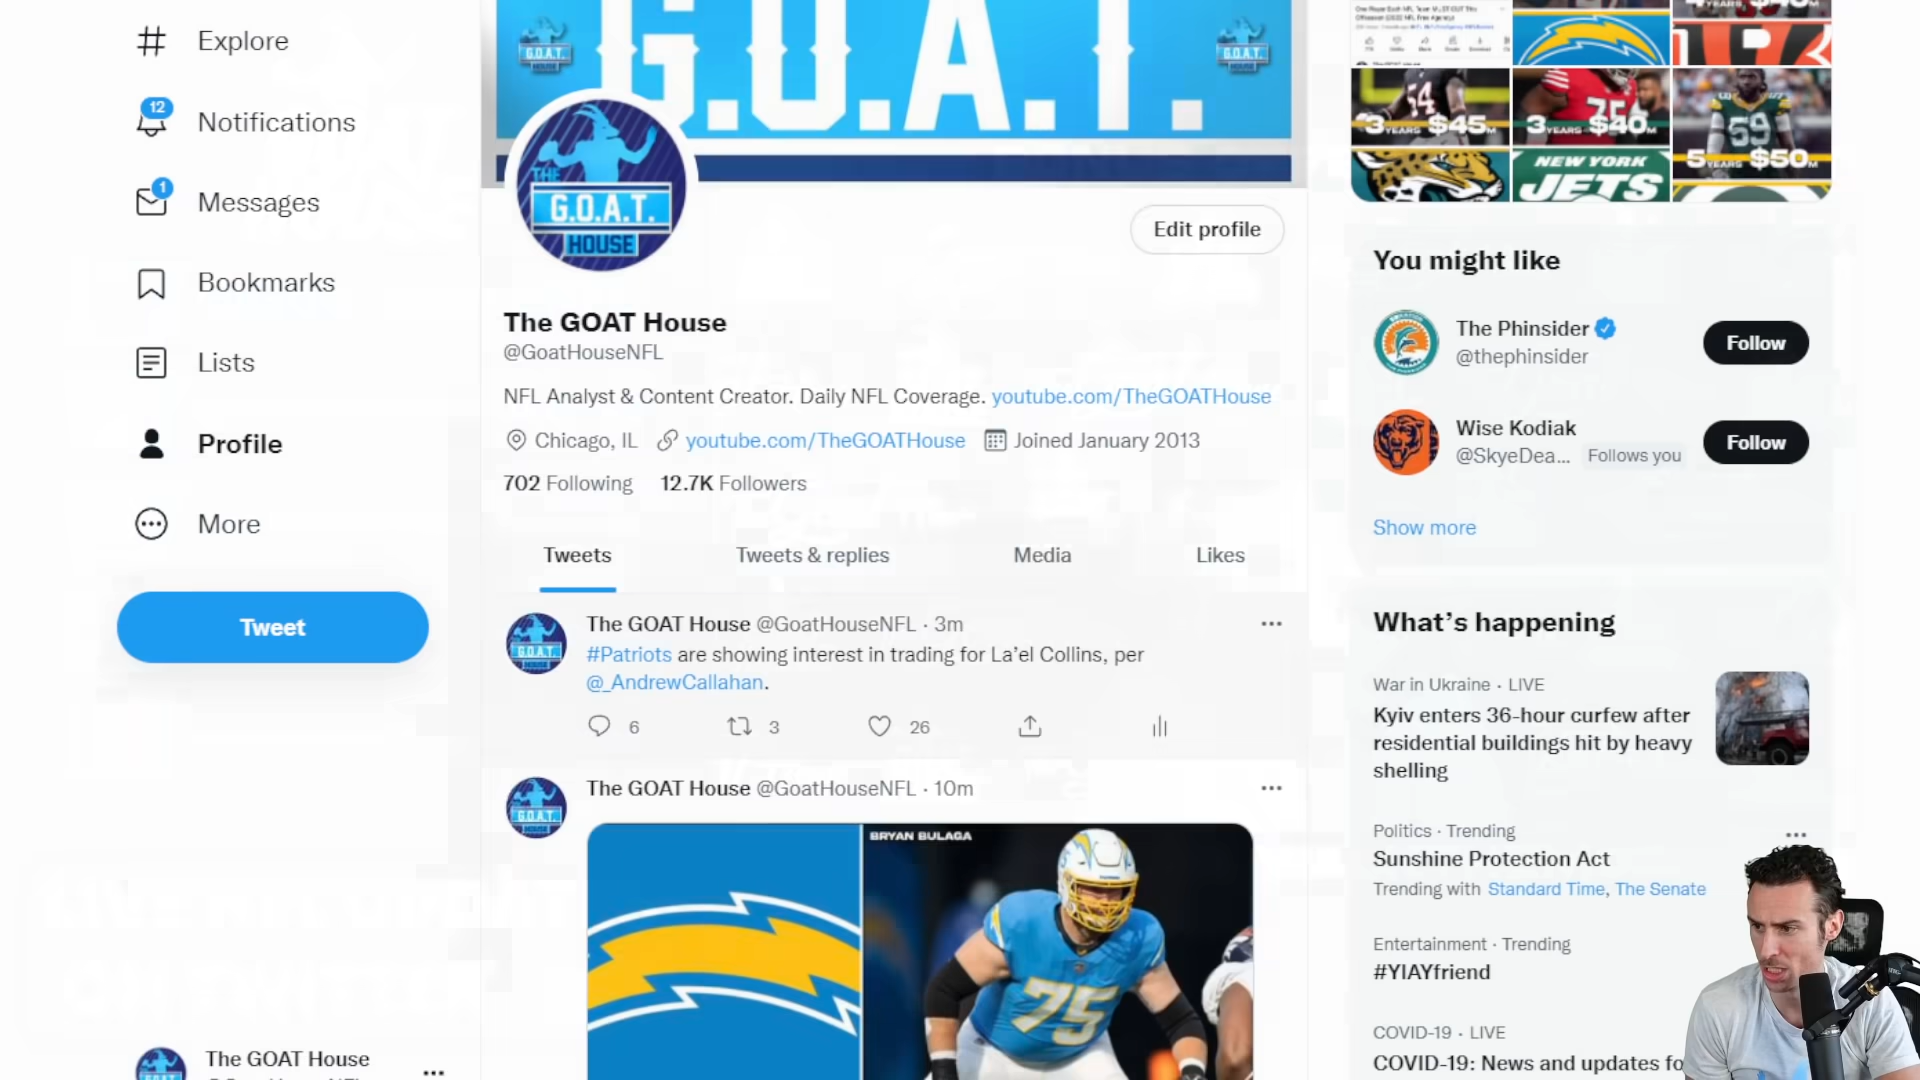 Explore
12
Notifications
1
Messages
Bookmarks
Lists
Profile
More
Tweet
The GOAT House
G.O.A.T.
G.O.A.T.
G.O.A.T.
THE
G.O.A.T.
HOUSE
Edit profile
The GOAT House
@GoatHouseNFL
NFL Analyst & Content Creator. Daily NFL Coverage. youtube.com/TheGOATHouse
Chicago, IL youtube.com/TheGOATHouse Joined January 2013
702 Following 12.7K Followers
Tweets Tweets & replies Media Likes
The GOAT House @GoatHouseNFL · 3m
#Patriots are showing interest in trading for La'el Collins, per
@_AndrewCallahan.
6 3 26
The GOAT House @GoatHouseNFL · 10m
BRYAN BULAGA
75
54
3 YEARS $45M
75
3 YEARS $40M
59
5 YEARS $50M
NEW YORK
JETS
You might like
The Phinsider
@thephinsider
Follow
Wise Kodiak
@SkyeDea... Follows you
Follow
Show more
What's happening
War in Ukraine · LIVE
Kyiv enters 36-hour curfew after
residential buildings hit by heavy
shelling
Politics · Trending
Sunshine Protection Act
Trending with Standard Time, The Senate
Entertainment · Trending
#YIAYfriend
COVID-19 · LIVE
COVID-19: News and updates fo